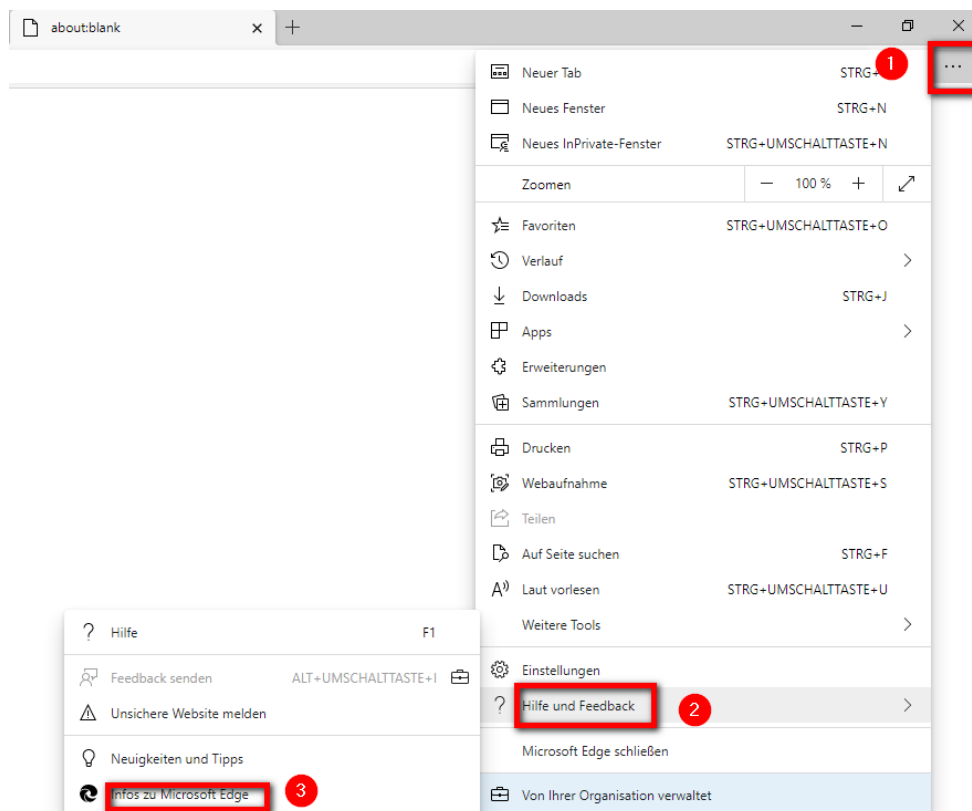 about:blank
1
Neuer Tab STRG+
Neues Fenster STRG+N
Neues InPrivate-Fenster STRG+UMSCHALTTASTE+N
Zoomen 100 %
Favoriten STRG+UMSCHALTTASTE+O
Verlauf
Downloads STRG+J
Apps
Erweiterungen
Sammlungen STRG+UMSCHALTTASTE+Y
Drucken STRG+P
Webaufnahme STRG+UMSCHALTTASTE+S
Teilen
Auf Seite suchen STRG+F
Laut vorlesen STRG+UMSCHALTTASTE+U
Weitere Tools
Einstellungen
Hilfe und Feedback 2
Microsoft Edge schließen
Von Ihrer Organisation verwaltet
Hilfe F1
Feedback senden ALT+UMSCHALTTASTE+I
Unsichere Website melden
Neuigkeiten und Tipps
Infos zu Microsoft Edge 3